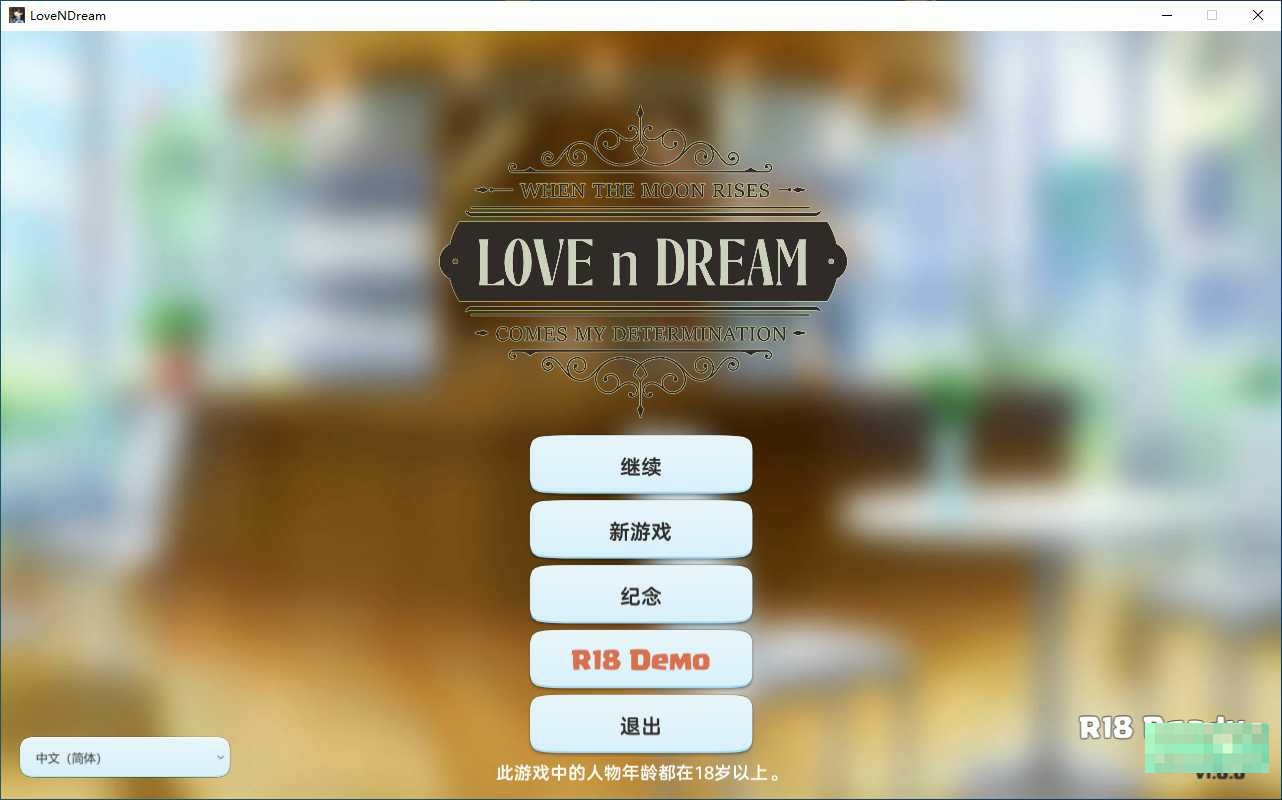 LoveNDream
WHEN THE MOON RISES
LOVE n DREAM
COMES MY DETERMINATION
继续
新游戏
纪念
R18 Demo
退出
R18 Ready
中文（简体）
此游戏中的人物年龄都在18岁以上。